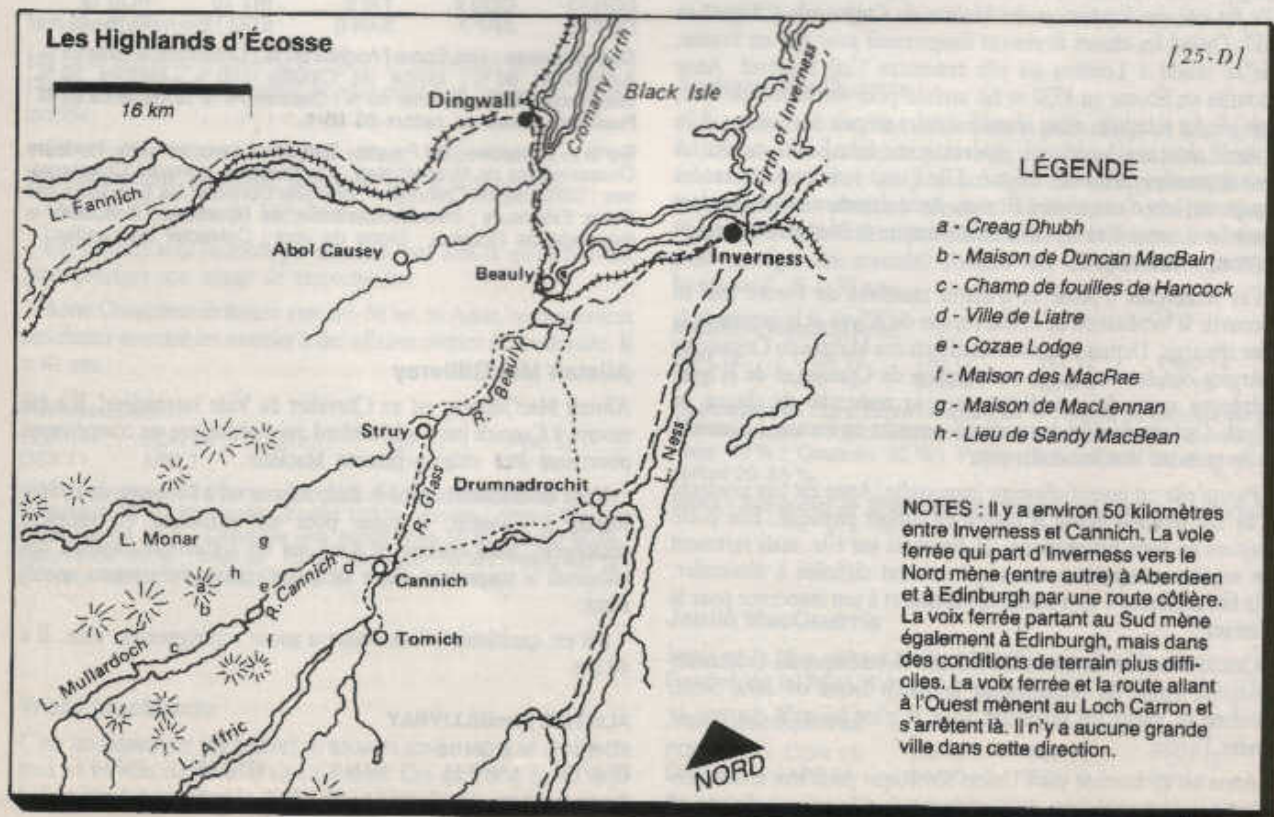 Les Highlands d'Écosse
16 km
[25-D]
Dingwall
Cromarty Firth
Black Isle
Firth of Inverness
L. Fannich
Abol Causey
Beauly
Inverness
R. Beauly
Struy
R. Grass
Drumnadrochit
L. Ness
L. Monar
g
h
a
b
e
R. Cannich
d
Cannich
c
L. Mullardoch
Tomich
L. Affric
NORD
LÉGENDE
a - Creag Dhubh
b - Maison de Duncan MacBain
c - Champ de fouilles de Hancock
d - Ville de Liatre
e - Cozae Lodge
f - Maison des MacRae
g - Maison de MacLennan
h - Lieu de Sandy MacBean
NOTES : Il y a environ 50 kilomètres
entre Inverness et Cannich. La voie
ferrée qui part d'Inverness vers le
Nord mène (entre autre) à Aberdeen
et à Edinburgh par une route côtière.
La voie ferrée partant au Sud mène
également à Edinburgh, mais dans
des conditions de terrain plus diffi-
ciles. La voix ferrée et la route allant
à l'Ouest mènent au Loch Carron et
s'arrêtent là. Il n'y a aucune grande
ville dans cette direction.